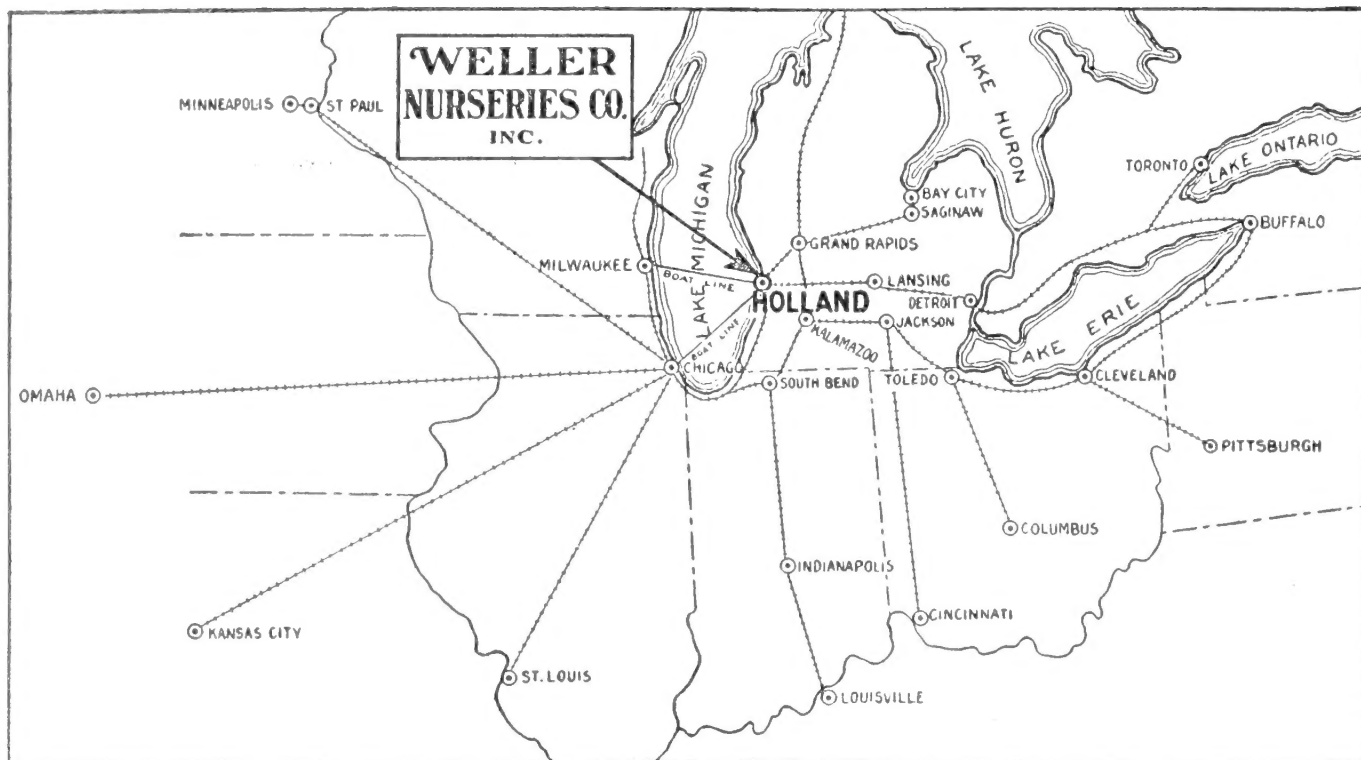 WELLER
NURSERIES CO.
INC.
MINNEAPOLIS
ST PAUL
LAKE MICHIGAN
LAKE HURON
TORONTO
LAKE ONTARIO
BAY CITY
SAGINAW
BUFFALO
GRAND RAPIDS
MILWAUKEE
BOAT LINE
LANSING
HOLLAND
DETROIT
BOAT LINE
KALAMAZOO
JACKSON
LAKE ERIE
CHICAGO
SOUTH BEND
TOLEDO
CLEVELAND
OMAHA
PITTSBURGH
COLUMBUS
INDIANAPOLIS
CINCINNATI
KANSAS CITY
ST. LOUIS
LOUISVILLE